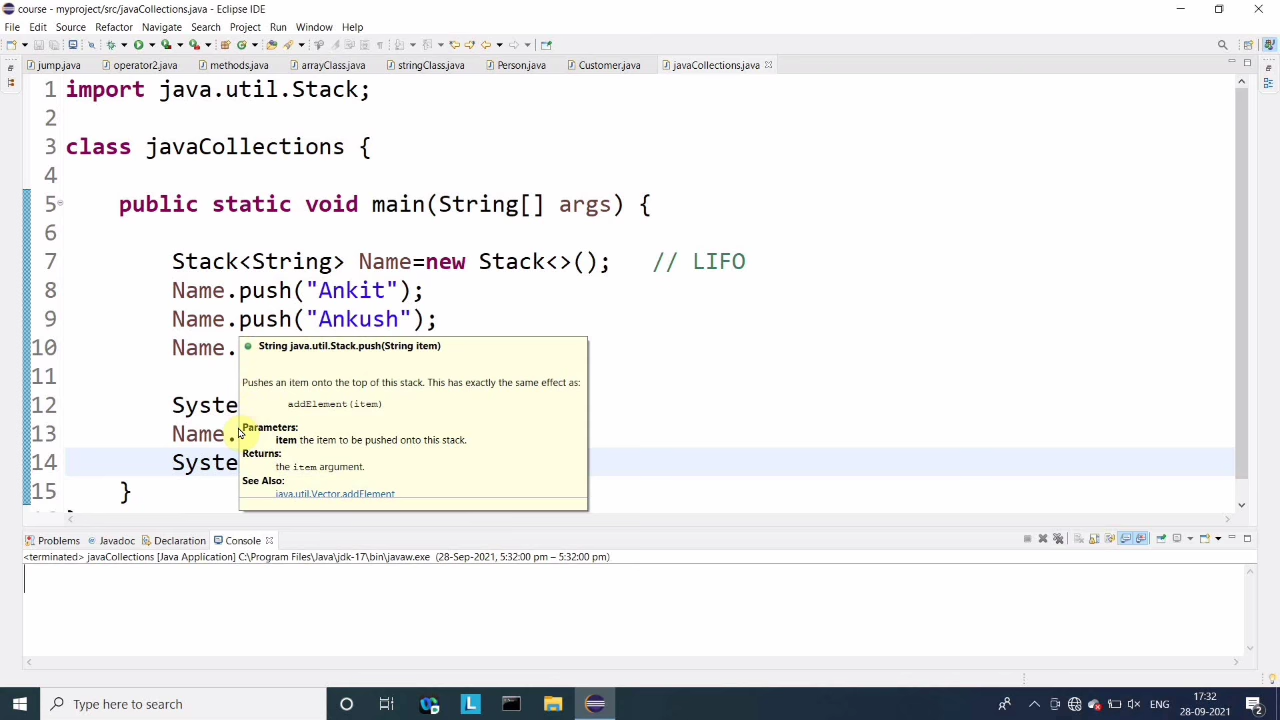 course - myproject/src/javaCollections.java - Eclipse IDE
File Edit Source Refactor Navigate Search Project Run Window Help
jump.java operator2.java methods.java arrayClass.java stringClass.java Person.java Customer.java javaCollections.java
1 import java.util.Stack;
2
3 class javaCollections {
4
5 public static void main(String[] args) {
6
7 Stack<String> Name=new Stack<>(); // LIFO
8 Name.push("Ankit");
9 Name.push("Ankush");
10 Name.
String java.util.Stack.push(String item)
11
Pushes an item onto the top of this stack. This has exactly the same effect as:
addElement(item)
12 Syste
Parameters:
13 Name.
item the item to be pushed onto this stack.
Returns:
14 Syste
the item argument.
See Also:
15 }
java.util.Vector.addElement
Problems Javadoc Declaration Console
<terminated> javaCollections [Java Application] C:\Program Files\Java\jdk-17\bin\javaw.exe (28-Sep-2021, 5:32:00 pm – 5:32:00 pm)
Type here to search
L
ENG
17:32
28-09-2021
2